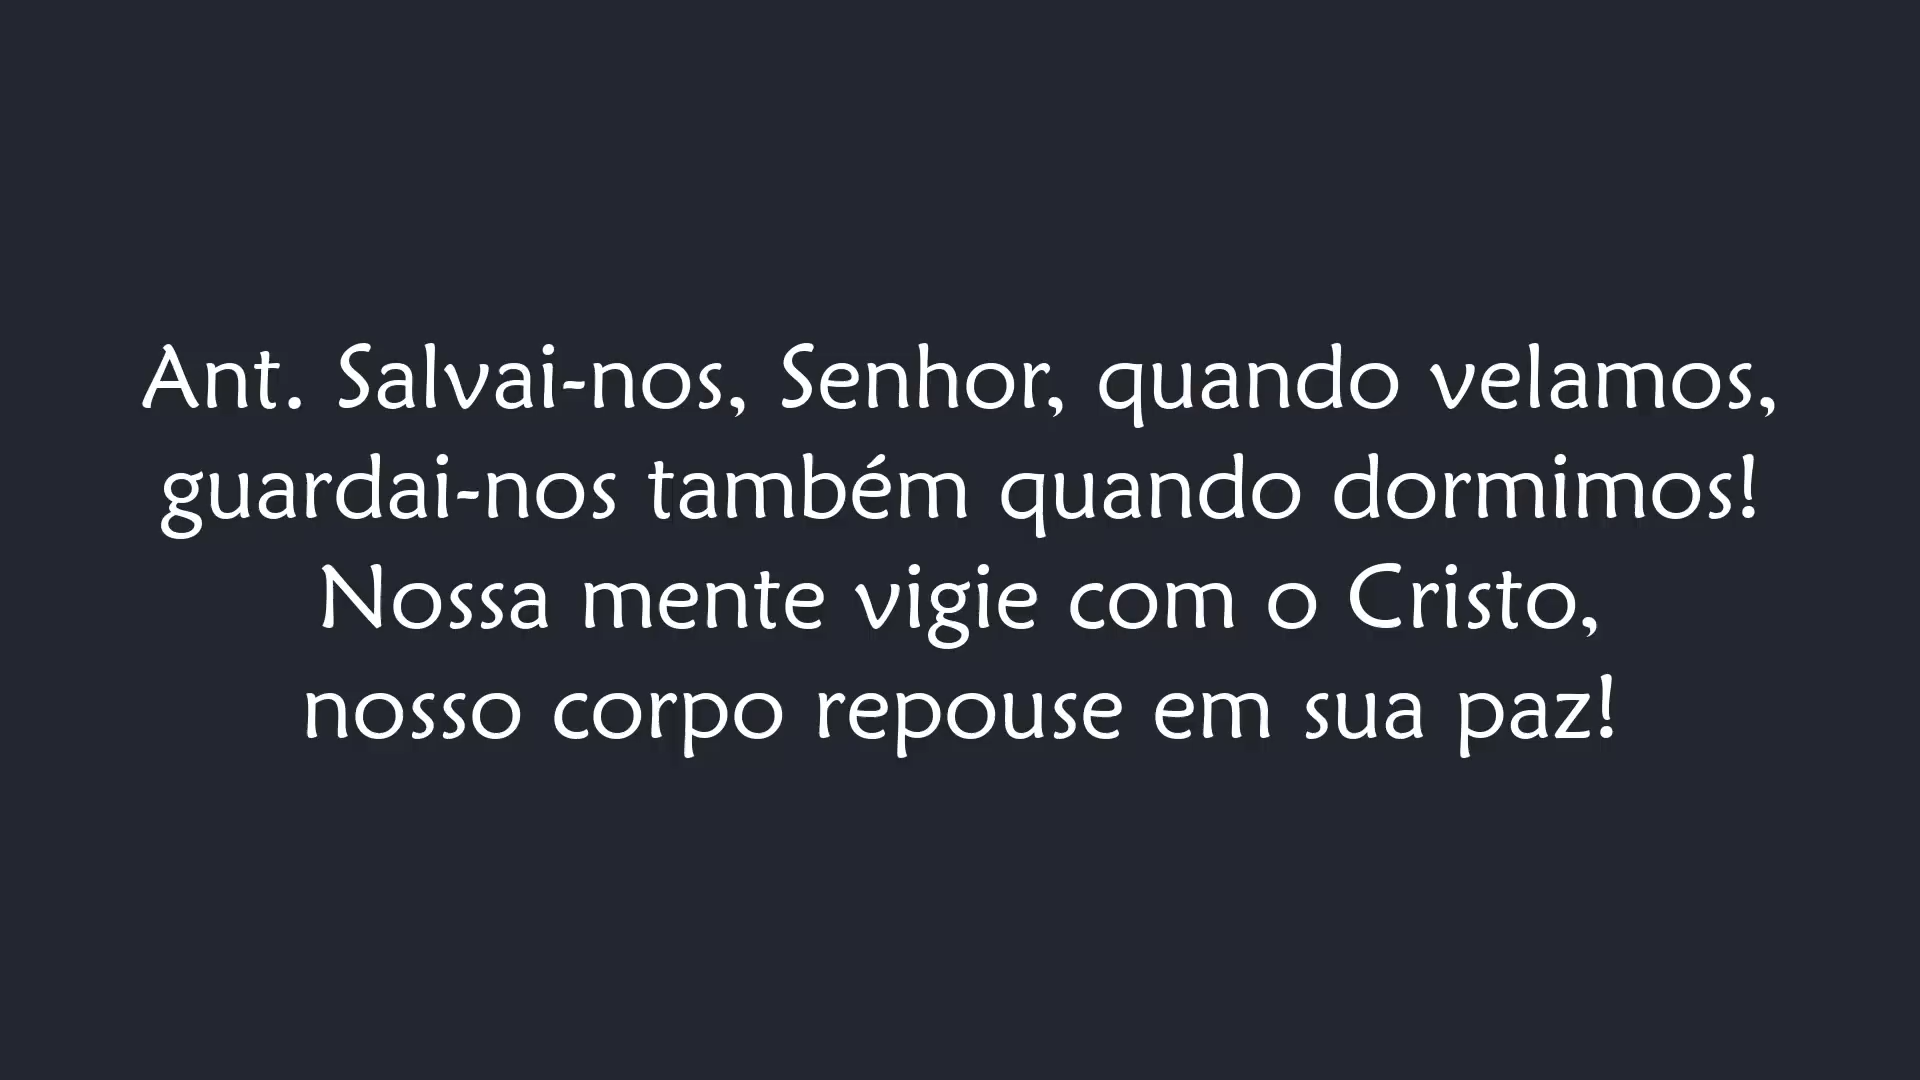 Ant. Salvai-nos, Senhor, quando velamos,
guardai-nos também quando dormimos!
Nossa mente vigie com o Cristo,
nosso corpo repouse em sua paz!